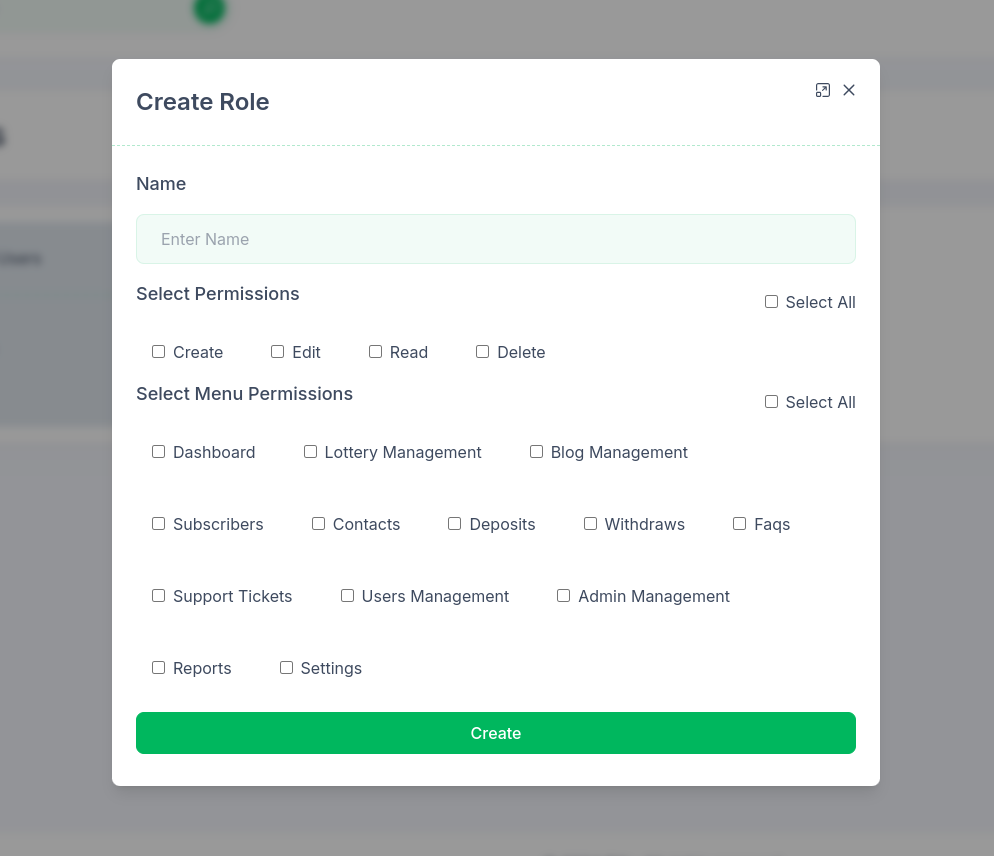 Create Role
Name
Enter Name
Select Permissions
Select All
Create Edit Read Delete
Select Menu Permissions
Select All
Dashboard Lottery Management Blog Management
Subscribers Contacts Deposits Withdraws Faqs
Support Tickets Users Management Admin Management
Reports Settings
Create